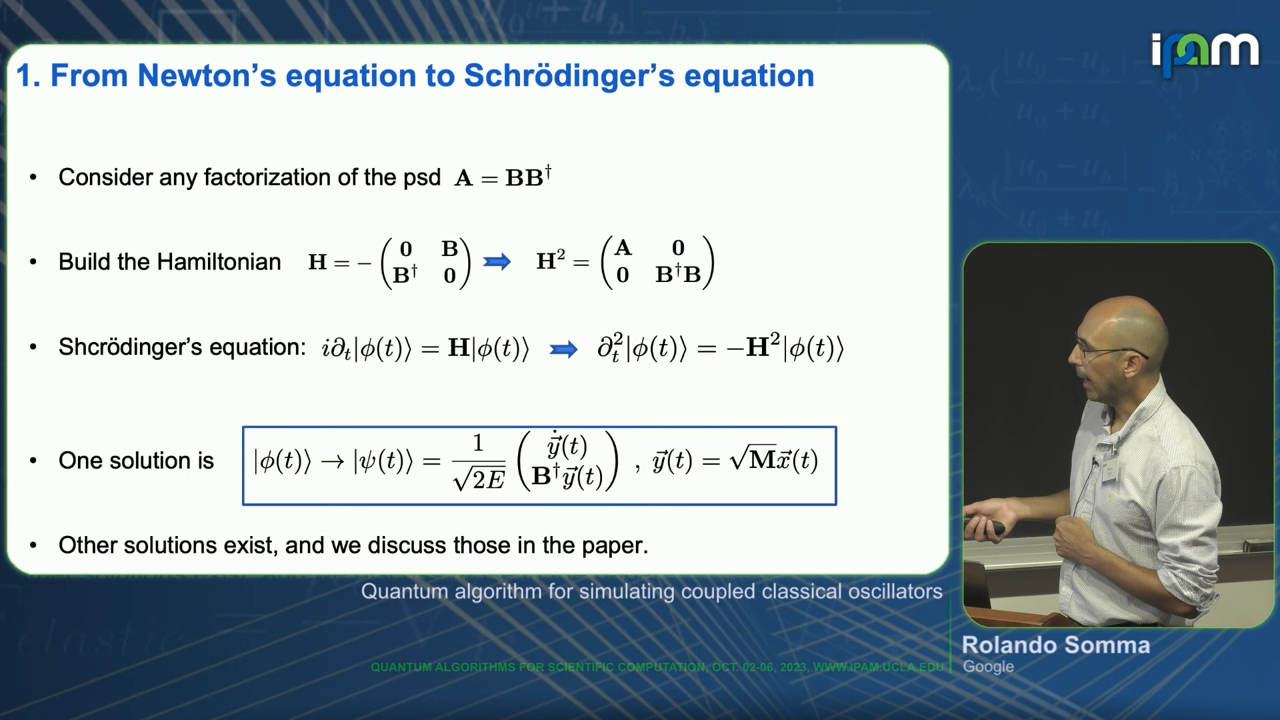 ipam
1. From Newton's equation to Schrödinger's equation
• Consider any factorization of the psd A = BB†
• Build the Hamiltonian H = −(0 B; B† 0) ➡ H² = (A 0; 0 B†B)
• Shcrödinger's equation: i∂ₜ|ϕ(t)⟩ = H|ϕ(t)⟩ ➡ ∂ₜ²|ϕ(t)⟩ = −H²|ϕ(t)⟩
• One solution is |ϕ(t)⟩ → |ψ(t)⟩ = 1/√(2E) (ẏ⃗(t); B†y⃗(t)) , y⃗(t) = √M x⃗(t)
• Other solutions exist, and we discuss those in the paper.
Quantum algorithm for simulating coupled classical oscillators
Rolando Somma
Google
QUANTUM ALGORITHMS FOR SCIENTIFIC COMPUTATION, OCT. 02-06, 2023, WWW.IPAM.UCLA.EDU